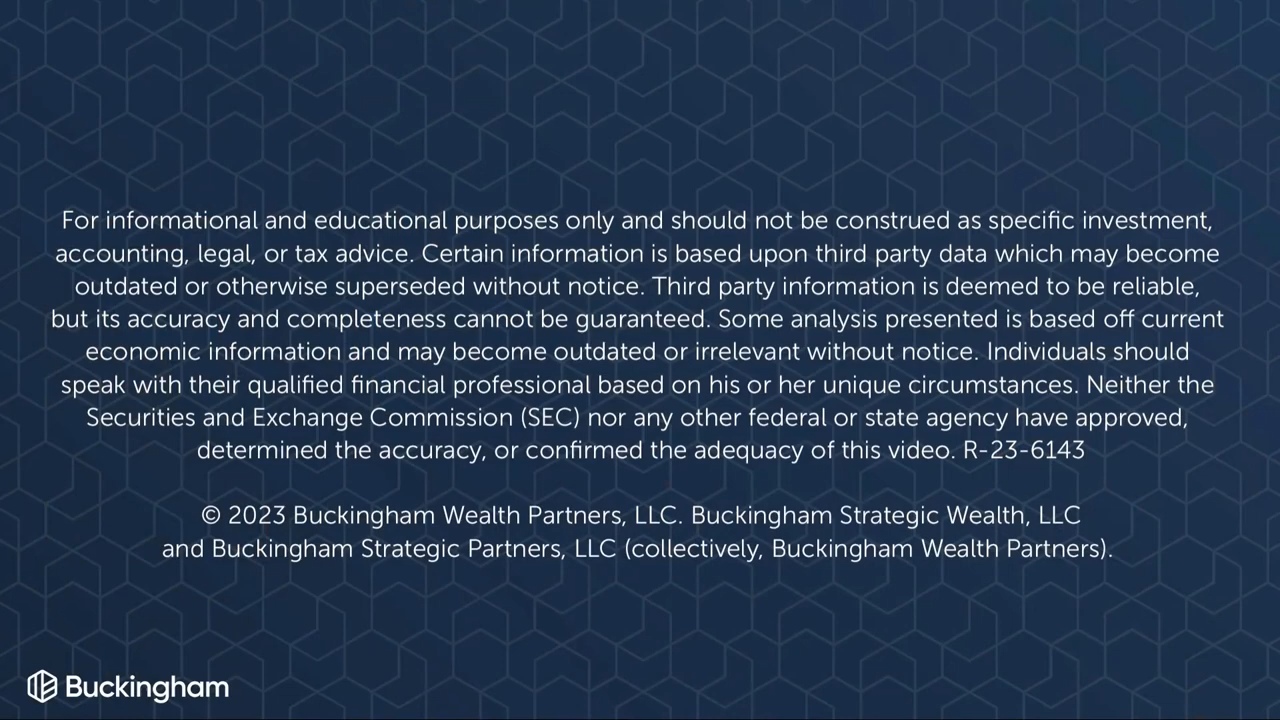 For informational and educational purposes only and should not be construed as specific investment,
accounting, legal, or tax advice. Certain information is based upon third party data which may become
outdated or otherwise superseded without notice. Third party information is deemed to be reliable,
but its accuracy and completeness cannot be guaranteed. Some analysis presented is based off current
economic information and may become outdated or irrelevant without notice. Individuals should
speak with their qualified financial professional based on his or her unique circumstances. Neither the
Securities and Exchange Commission (SEC) nor any other federal or state agency have approved,
determined the accuracy, or confirmed the adequacy of this video. R-23-6143
© 2023 Buckingham Wealth Partners, LLC. Buckingham Strategic Wealth, LLC
and Buckingham Strategic Partners, LLC (collectively, Buckingham Wealth Partners).
Buckingham